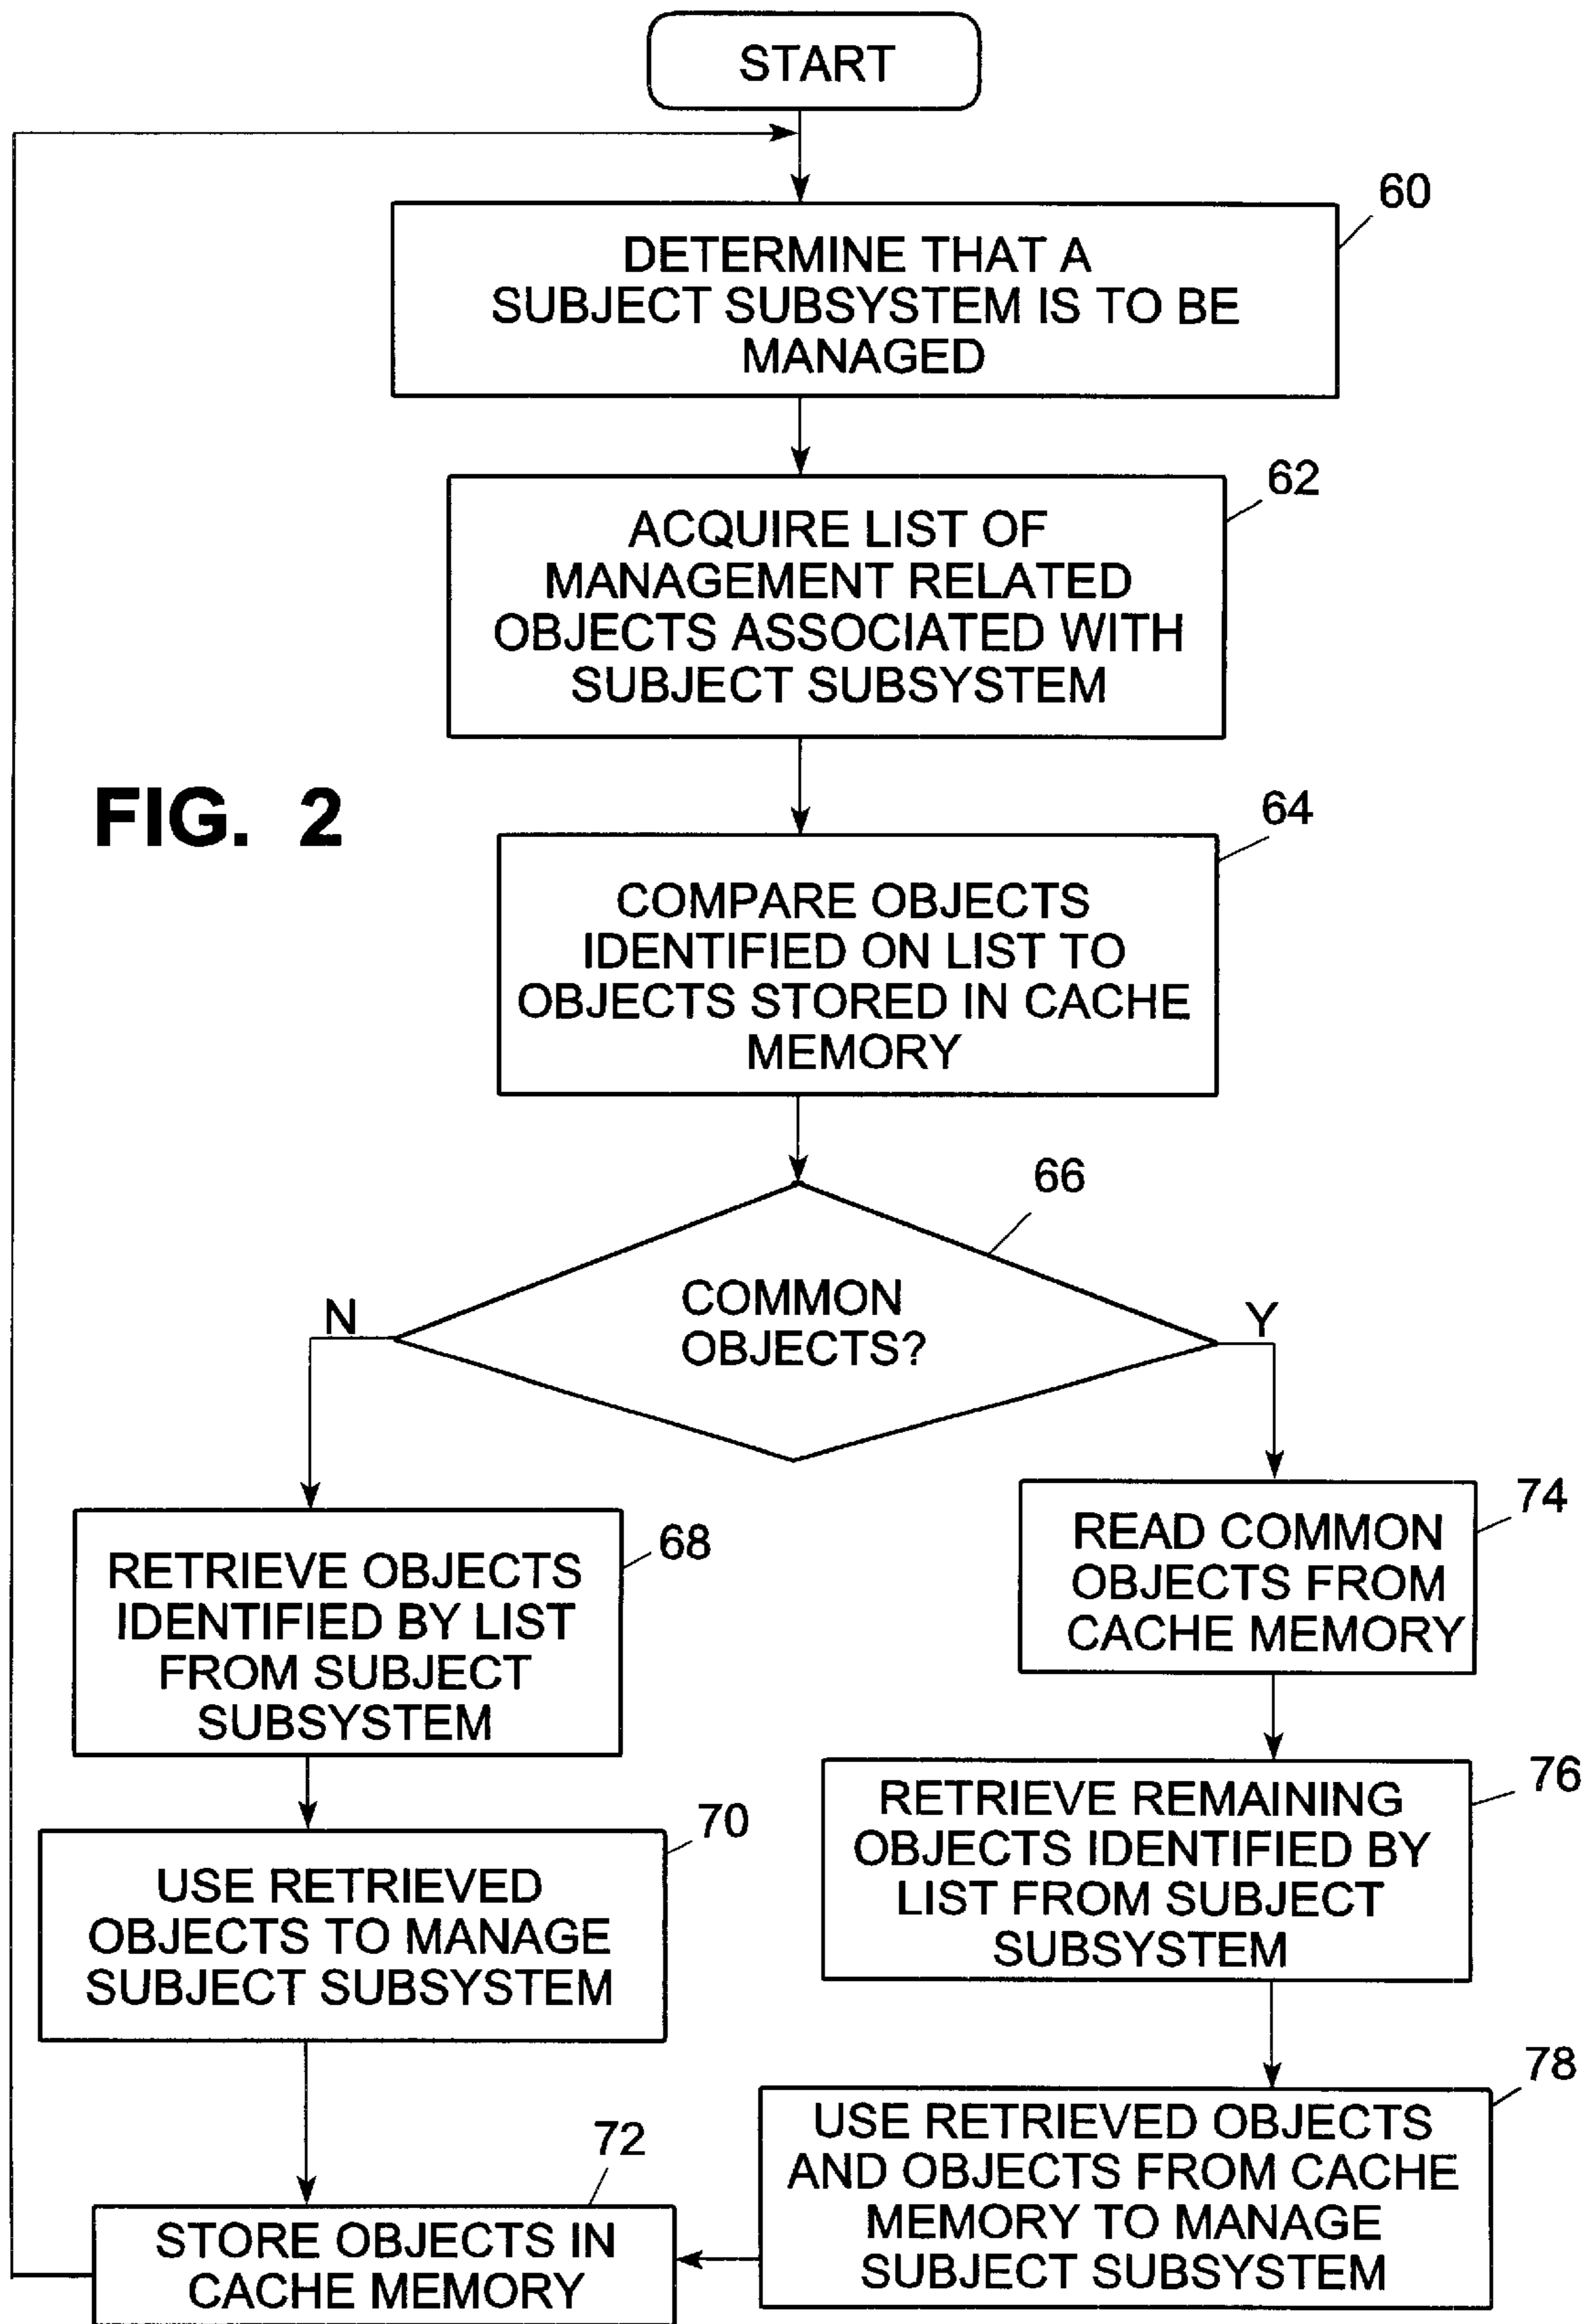 START
60
DETERMINE THAT A
SUBJECT SUBSYSTEM IS TO BE
MANAGED
62
ACQUIRE LIST OF
MANAGEMENT RELATED
OBJECTS ASSOCIATED WITH
SUBJECT SUBSYSTEM
FIG. 2
64
COMPARE OBJECTS
IDENTIFIED ON LIST TO
OBJECTS STORED IN CACHE
MEMORY
66
COMMON
OBJECTS?
N
Y
68
RETRIEVE OBJECTS
IDENTIFIED BY LIST
FROM SUBJECT
SUBSYSTEM
74
READ COMMON
OBJECTS FROM
CACHE MEMORY
70
USE RETRIEVED
OBJECTS TO MANAGE
SUBJECT SUBSYSTEM
76
RETRIEVE REMAINING
OBJECTS IDENTIFIED BY
LIST FROM SUBJECT
SUBSYSTEM
78
USE RETRIEVED OBJECTS
AND OBJECTS FROM CACHE
MEMORY TO MANAGE
SUBJECT SUBSYSTEM
72
STORE OBJECTS IN
CACHE MEMORY